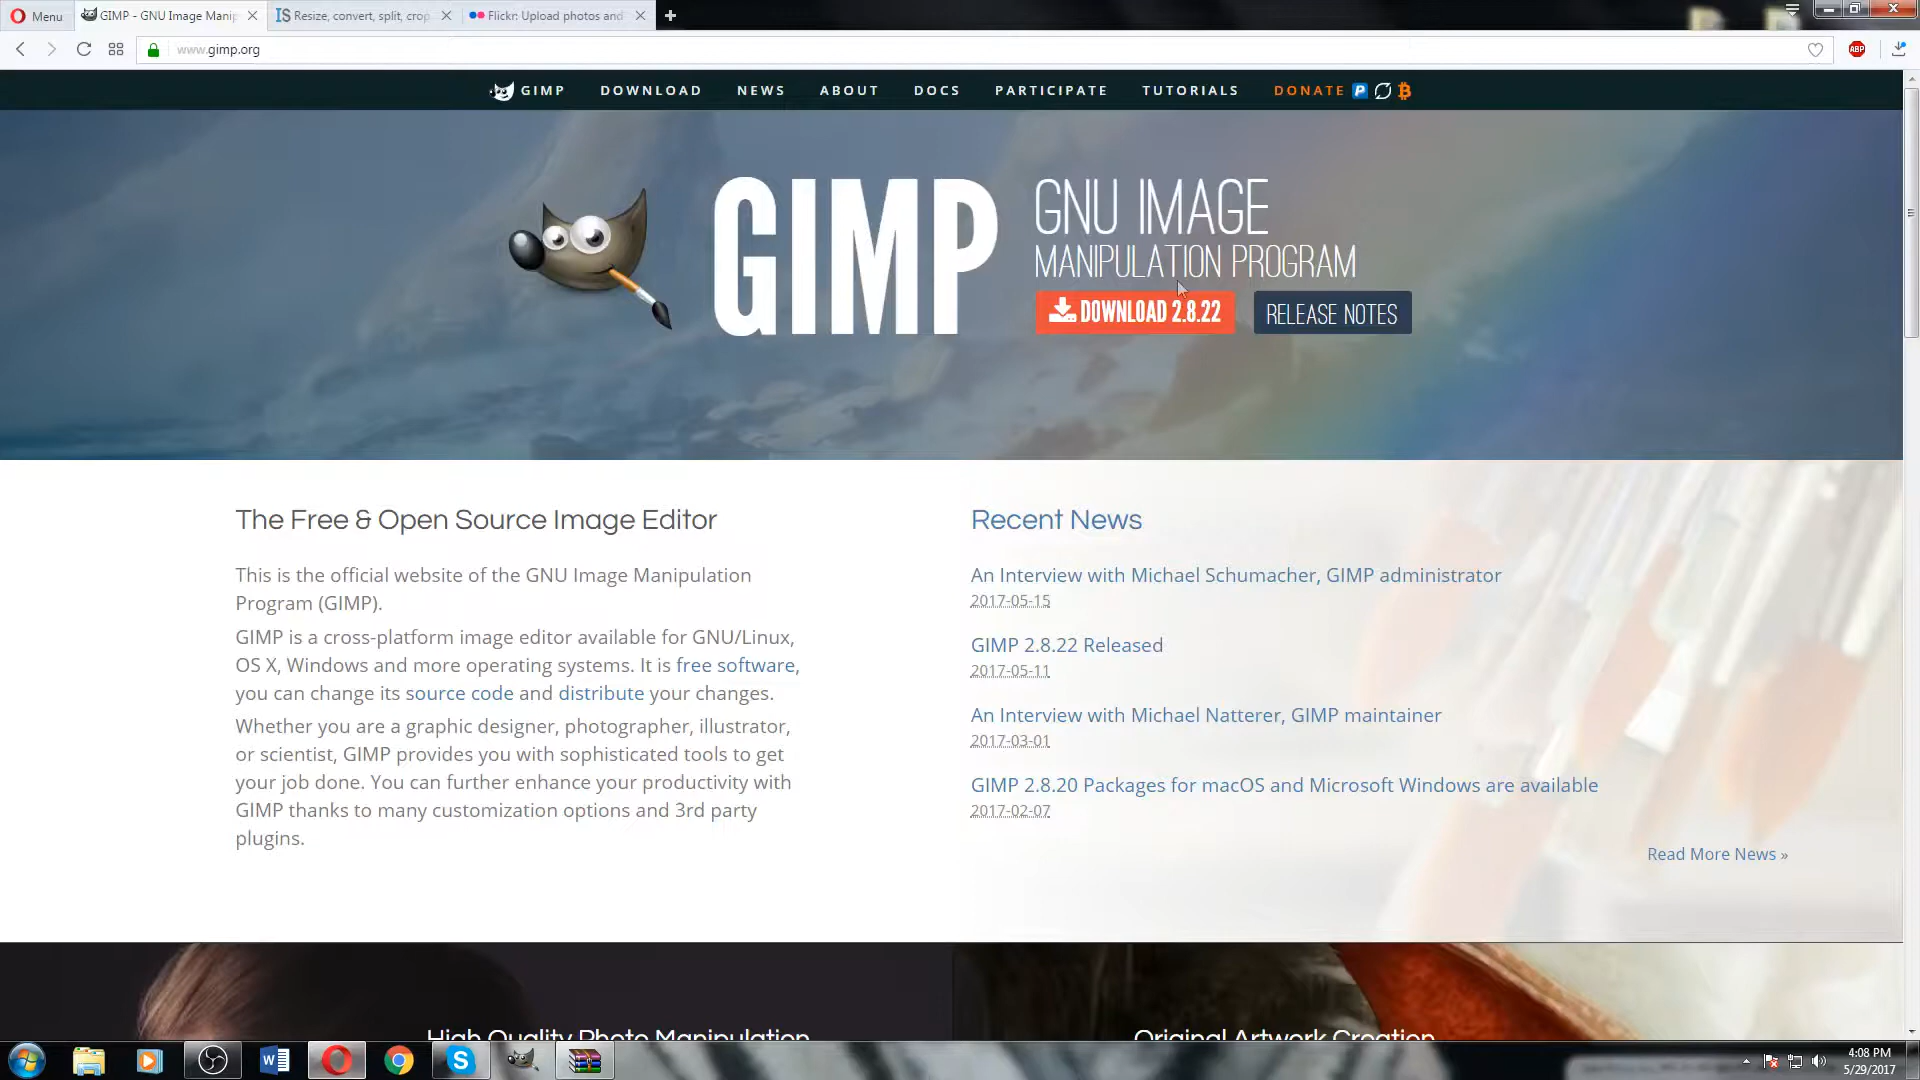 Menu
GIMP - GNU Image Manip
Resize, convert, split, crop
Flickr: Upload photos and
www.gimp.org
ABP
GIMP DOWNLOAD NEWS ABOUT DOCS PARTICIPATE TUTORIALS DONATE
GIMP
GNU IMAGE
MANIPULATION PROGRAM
DOWNLOAD 2.8.22
RELEASE NOTES
The Free & Open Source Image Editor
This is the official website of the GNU Image Manipulation
Program (GIMP).
GIMP is a cross-platform image editor available for GNU/Linux,
OS X, Windows and more operating systems. It is free software,
you can change its source code and distribute your changes.
Whether you are a graphic designer, photographer, illustrator,
or scientist, GIMP provides you with sophisticated tools to get
your job done. You can further enhance your productivity with
GIMP thanks to many customization options and 3rd party
plugins.
Recent News
An Interview with Michael Schumacher, GIMP administrator
2017-05-15
GIMP 2.8.22 Released
2017-05-11
An Interview with Michael Natterer, GIMP maintainer
2017-03-01
GIMP 2.8.20 Packages for macOS and Microsoft Windows are available
2017-02-07
Read More News »
High Quality Photo Manipulation
Original Artwork Creation
4:08 PM
5/29/2017